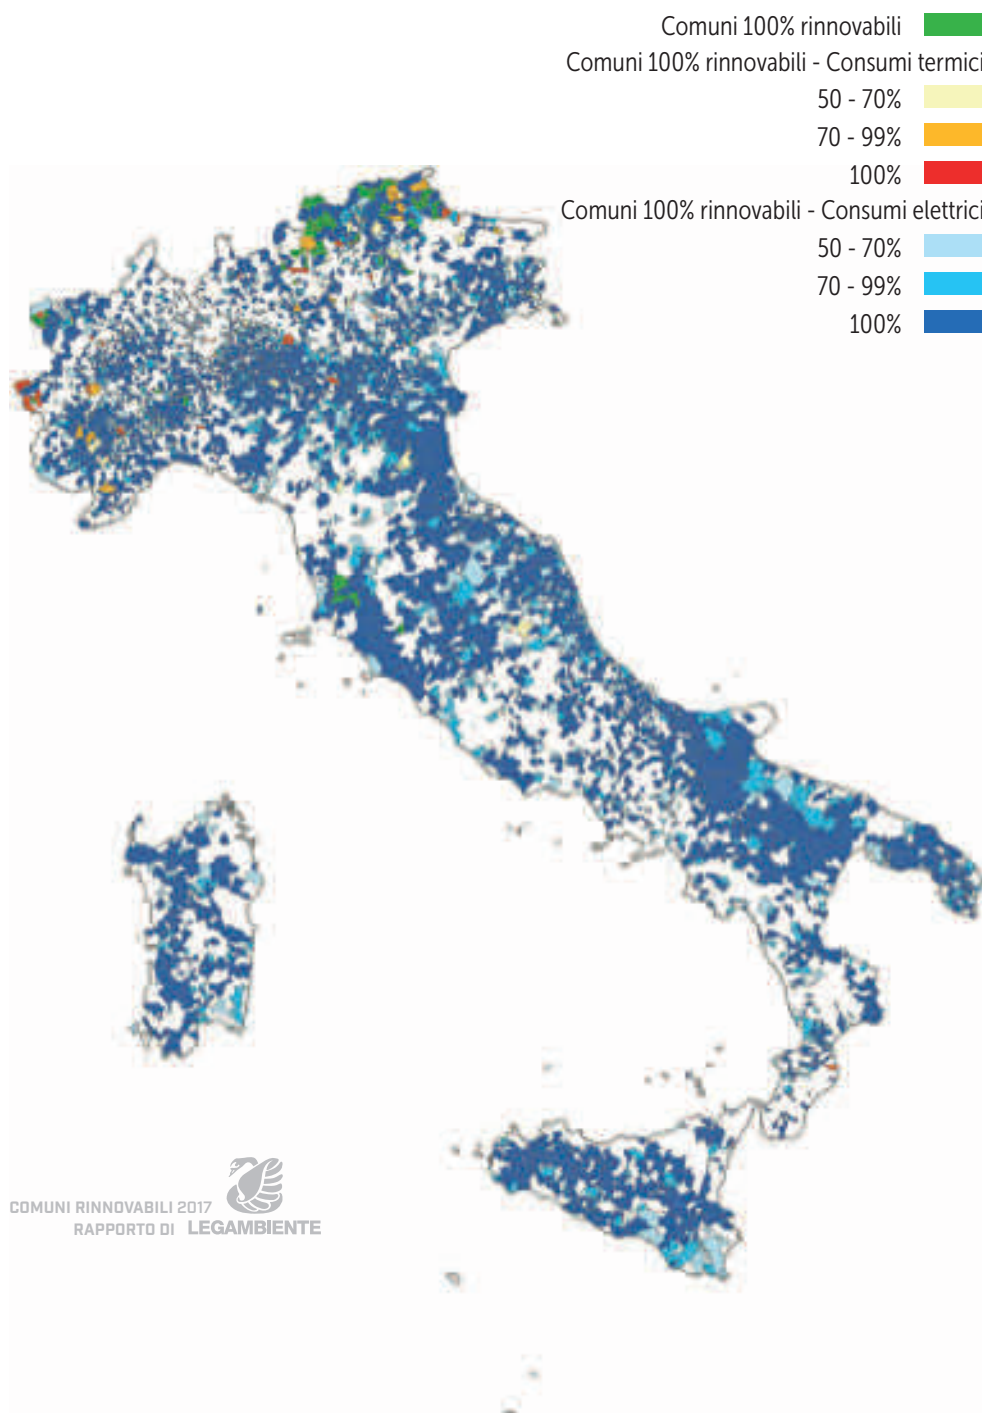 Comuni 100% rinnovabili
Comuni 100% rinnovabili - Consumi termici
50 - 70%
70 - 99%
100%
Comuni 100% rinnovabili - Consumi elettrici
50 - 70%
70 - 99%
100%
COMUNI RINNOVABILI 2017
RAPPORTO DI LEGAMBIENTE